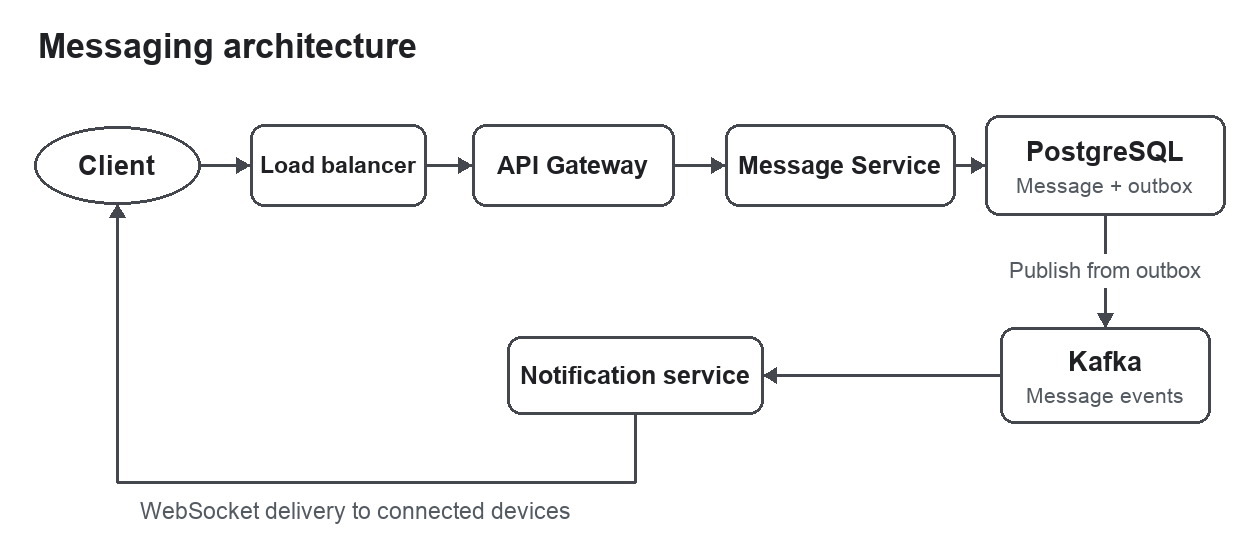 Messaging architecture
Client
Load balancer
API Gateway
Message Service
PostgreSQL
Message + outbox
Publish from outbox
Kafka
Message events
Notification service
WebSocket delivery to connected devices